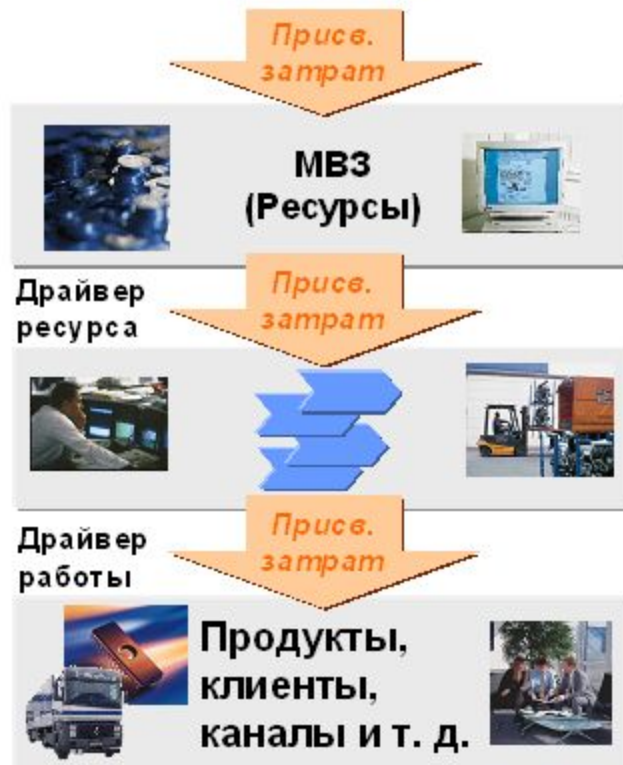 Присв.
затрат
МВЗ
(Ресурсы)
Драйвер
ресурса
Присв.
затрат
Драйвер
работы
Присв.
затрат
Продукты,
клиенты,
каналы и т. д.